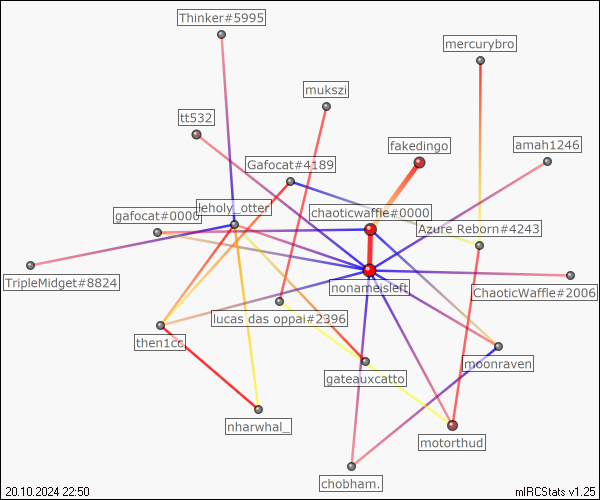 Thinker#5995
mercurybro
mukszi
tt532
fakedingo
amah1246
Gafocat#4189
leholy_otter
chaoticwaffle#0000
gafocat#0000
Azure Reborn#4243
TripleMidget#8824
nonameisleft
ChaoticWaffle#2006
lucas das oppai#2396
then1cc
moonraven
gateauxcatto
nharwhal_
motorthud
chobham.
20.10.2024 22:50
mIRCStats v1.25